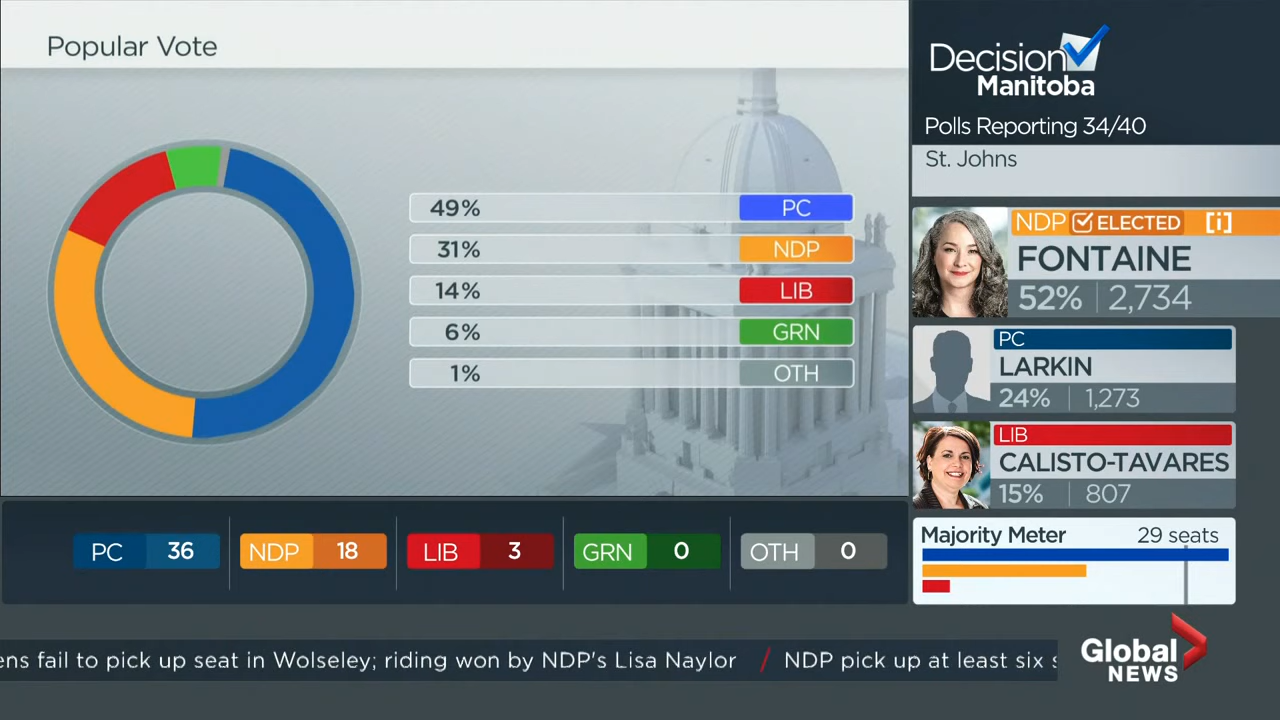 Popular Vote
49% PC
31% NDP
14% LIB
6% GRN
1% OTH
PC 36
NDP 18
LIB 3
GRN 0
OTH 0
Decision
Manitoba
Polls Reporting 34/40
St. Johns
NDP ELECTED [i]
FONTAINE
52% 2,734
PC
LARKIN
24% 1,273
LIB
CALISTO-TAVARES
15% 807
Majority Meter 29 seats
ens fail to pick up seat in Wolseley; riding won by NDP's Lisa Naylor / NDP pick up at least six s
Global
NEWS